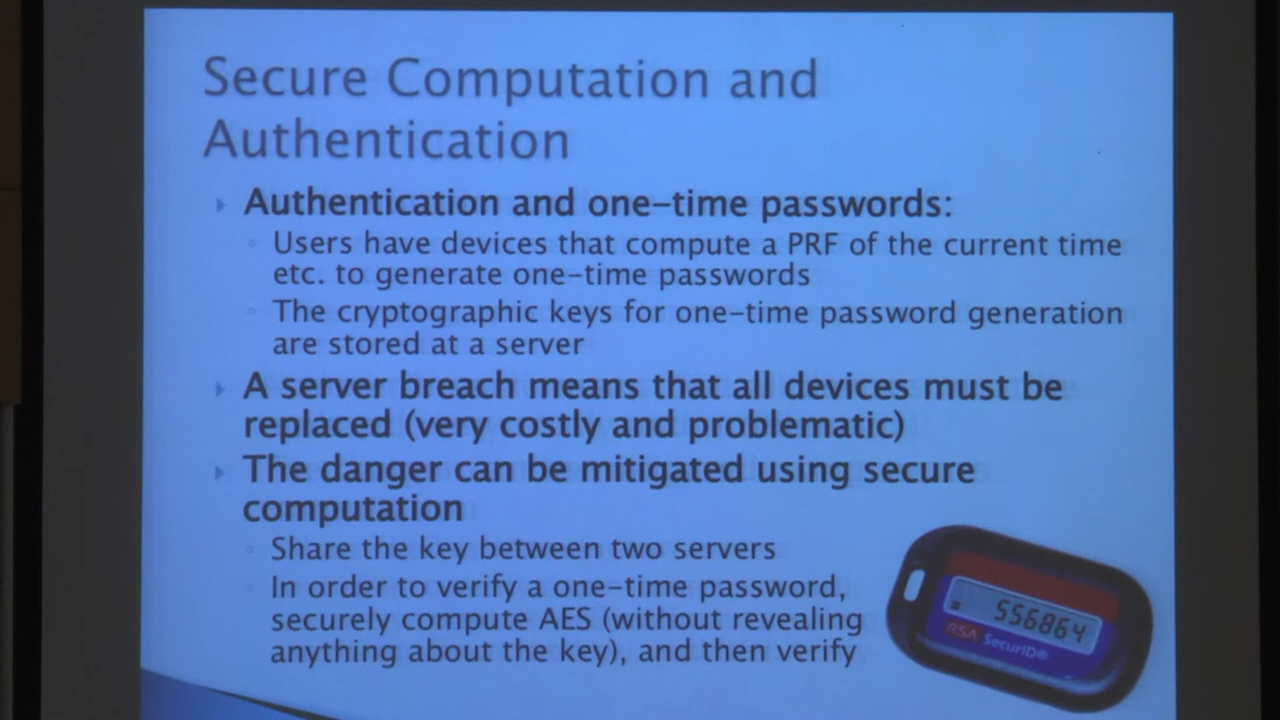 Secure Computation and
Authentication
Authentication and one-time passwords:
Users have devices that compute a PRF of the current time
etc. to generate one-time passwords
The cryptographic keys for one-time password generation
are stored at a server
A server breach means that all devices must be
replaced (very costly and problematic)
The danger can be mitigated using secure
computation
Share the key between two servers
In order to verify a one-time password,
securely compute AES (without revealing
anything about the key), and then verify
556864
RSA SecurID®